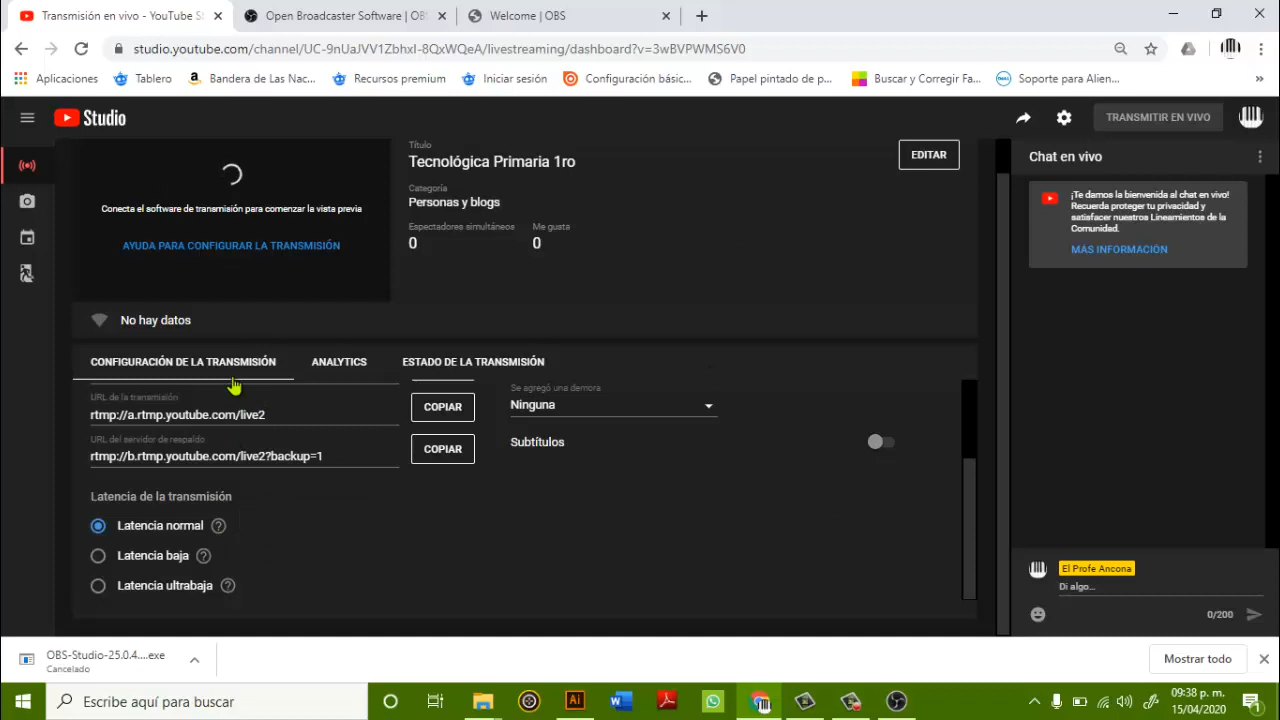 Transmisión en vivo - YouTube S
Open Broadcaster Software | OBS
Welcome | OBS
studio.youtube.com/channel/UC-9nUaJVV1ZbhxI-8QxWQeA/livestreaming/dashboard?v=3wBVPWMS6V0
Aplicaciones
Tablero
Bandera de Las Nac...
Recursos premium
Iniciar sesión
Configuración básic...
Papel pintado de p...
Buscar y Corregir Fa...
Soporte para Alien...
»
Studio
TRANSMITIR EN VIVO
Conecta el software de transmisión para comenzar la vista previa
AYUDA PARA CONFIGURAR LA TRANSMISIÓN
Título
Tecnológica Primaria 1ro
EDITAR
Categoría
Personas y blogs
Espectadores simultáneos
Me gusta
0
0
Chat en vivo
¡Te damos la bienvenida al chat en vivo!
Recuerda proteger tu privacidad y
satisfacer nuestros Lineamientos de la
Comunidad.
MÁS INFORMACIÓN
No hay datos
CONFIGURACIÓN DE LA TRANSMISIÓN
ANALYTICS
ESTADO DE LA TRANSMISIÓN
URL de la transmisión
rtmp://a.rtmp.youtube.com/live2
COPIAR
Se agregó una demora
Ninguna
URL del servidor de respaldo
rtmp://b.rtmp.youtube.com/live2?backup=1
COPIAR
Subtítulos
Latencia de la transmisión
Latencia normal
Latencia baja
Latencia ultrabaja
El Profe Ancona
Di algo...
0/200
OBS-Studio-25.0.4....exe
Cancelado
Mostrar todo
Escribe aquí para buscar
09:38 p. m.
15/04/2020